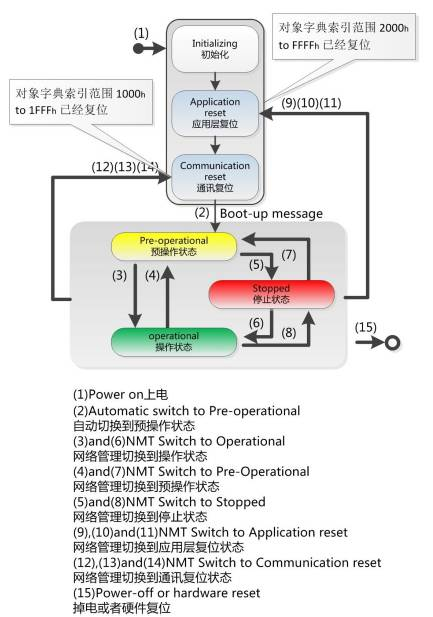 (1)
Initializing
初始化
对象字典索引范围 2000h
to FFFFh 已经复位
对象字典索引范围 1000h
to 1FFFh 已经复位
Application
reset
应用层复位
(9)(10)(11)
Communication
reset
通讯复位
(12)(13)(14)
(2) Boot-up message
Pre-operational
预操作状态
(7)
(5)
(3)
(4)
Stopped
停止状态
(6)
(8)
operational
操作状态
(15)
(1)Power on上电
(2)Automatic switch to Pre-operational
自动切换到预操作状态
(3)and(6)NMT Switch to Operational
网络管理切换到操作状态
(4)and(7)NMT Switch to Pre-Operational
网络管理切换到预操作状态
(5)and(8)NMT Switch to Stopped
网络管理切换到停止状态
(9),(10)and(11)NMT Switch to Application reset
网络管理切换到应用层复位状态
(12),(13)and(14)NMT Switch to Communication reset
网络管理切换到通讯复位状态
(15)Power-off or hardware reset
掉电或者硬件复位